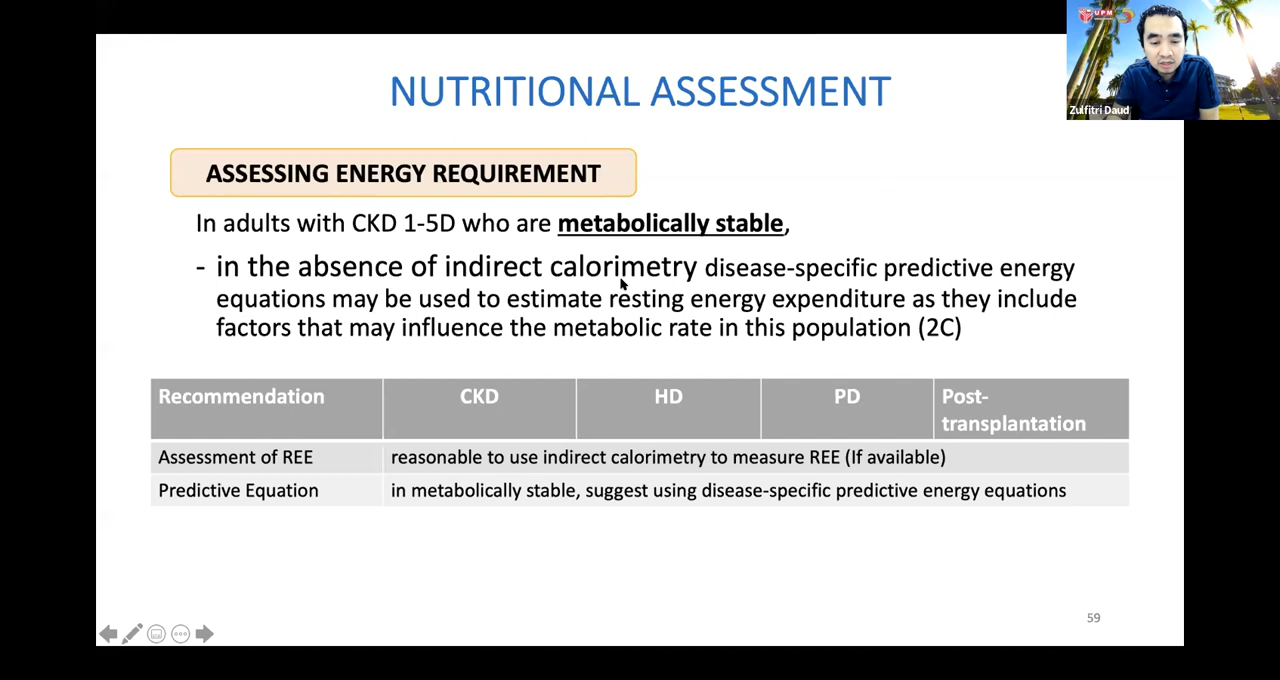 UPM
Zulfitri Daud
NUTRITIONAL ASSESSMENT
ASSESSING ENERGY REQUIREMENT
In adults with CKD 1-5D who are metabolically stable,
- in the absence of indirect calorimetry disease-specific predictive energy
equations may be used to estimate resting energy expenditure as they include
factors that may influence the metabolic rate in this population (2C)
Recommendation CKD HD PD Post-
transplantation
Assessment of REE reasonable to use indirect calorimetry to measure REE (If available)
Predictive Equation in metabolically stable, suggest using disease-specific predictive energy equations
59